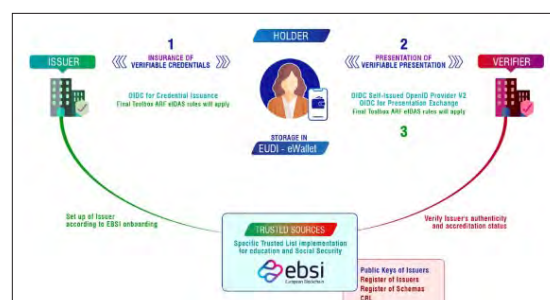 HOLDER
1
INSURANCE OF
VERIFIABLE CREDENTIALS
2
PRESENTATION OF
VERIFIABLE PRESENTATION
ISSUER
VERIFIER
OIDC for Credential Issuance
Final Toolbox ARF eIDAS rules will apply
OIDC Self-Issued OpenID Provider V2
OIDC for Presentation Exchange
Final Toolbox ARF eIDAS rules will apply
3
STORAGE IN
EUDI - eWallet
Set up of Issuer
according to EBSI onboarding
Verify Issuer's authenticity
and accreditation status
TRUSTED SOURCES
Specific Trusted List implementation
for education and Social Security
ebsi
European Blockchain
Public Keys of Issuers
Register of Issuers
Register of Schemas
CRL